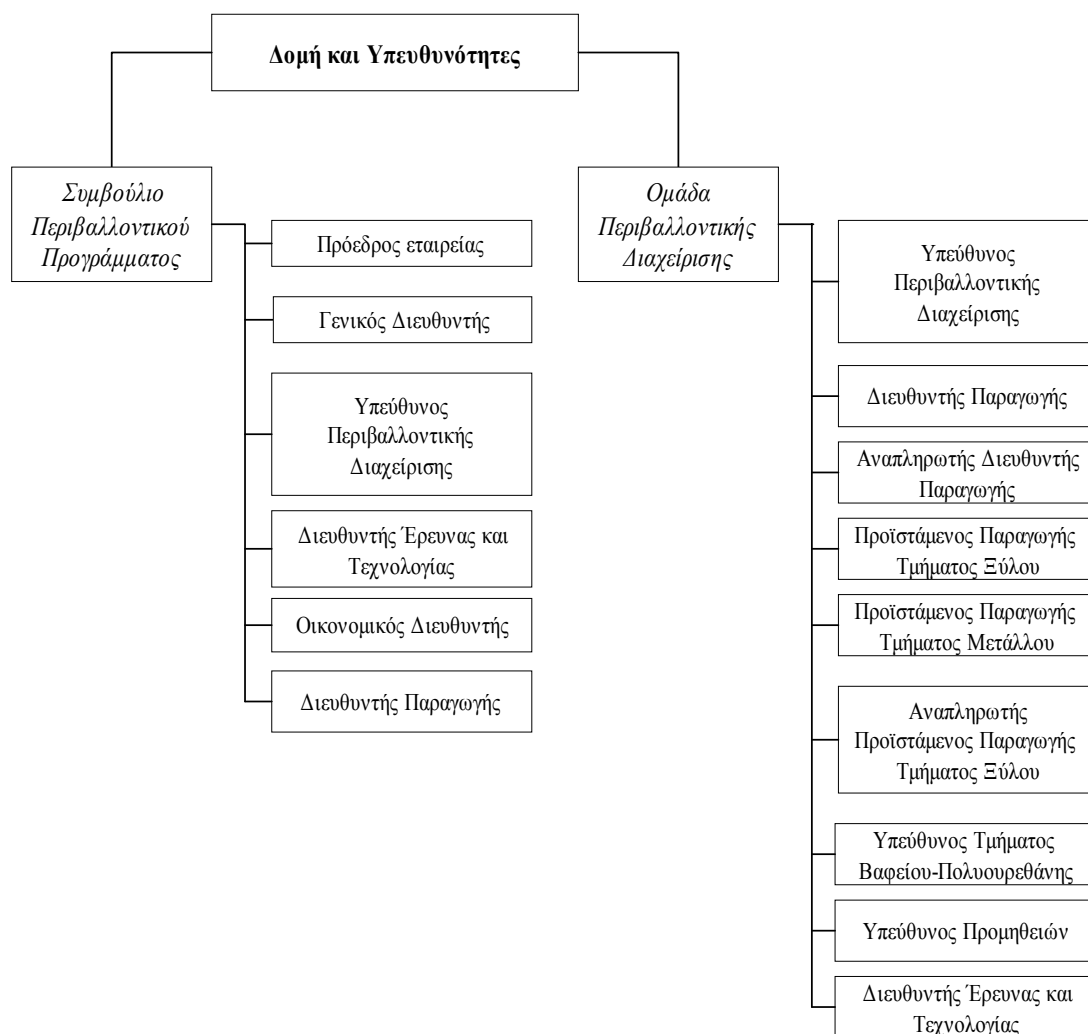 Δομή και Υπευθυνότητες
Συμβούλιο
Περιβαλλοντικού
Προγράμματος
Πρόεδρος εταιρείας
Γενικός Διευθυντής
Υπεύθυνος
Περιβαλλοντικής
Διαχείρισης
Διευθυντής Έρευνας και
Τεχνολογίας
Οικονομικός Διευθυντής
Διευθυντής Παραγωγής
Ομάδα
Περιβαλλοντικής
Διαχείρισης
Υπεύθυνος
Περιβαλλοντικής
Διαχείρισης
Διευθυντής Παραγωγής
Αναπληρωτής Διευθυντής
Παραγωγής
Προϊστάμενος Παραγωγής
Τμήματος Ξύλου
Προϊστάμενος Παραγωγής
Τμήματος Μετάλλου
Αναπληρωτής
Προϊστάμενος Παραγωγής
Τμήματος Ξύλου
Υπεύθυνος Τμήματος
Βαφείου-Πολυουρεθάνης
Υπεύθυνος Προμηθειών
Διευθυντής Έρευνας και
Τεχνολογίας